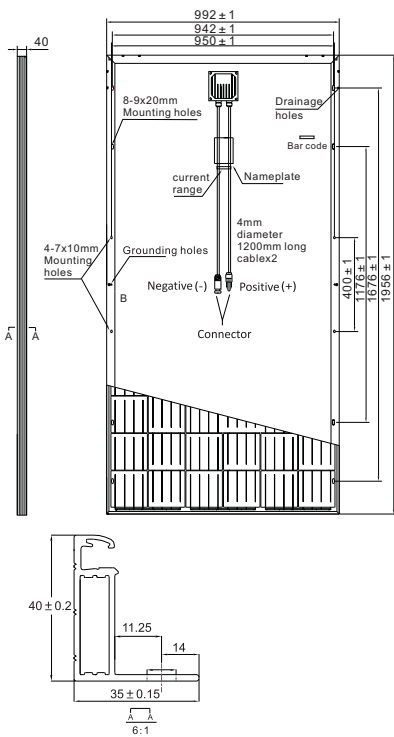 992±1
942±1
950±1
40
8-9x20mm
Mounting holes
Drainage
holes
Bar code
current
range
Nameplate
4mm
diameter
1200mm long
cablex2
4-7x10mm
Mounting
holes
Grounding holes
B
Negative(-)
Positive(+)
Connector
400±1
1176±1
1676±1
1956±1
A
A
40±0.2
11.25
14
35±0.15
A A
6:1